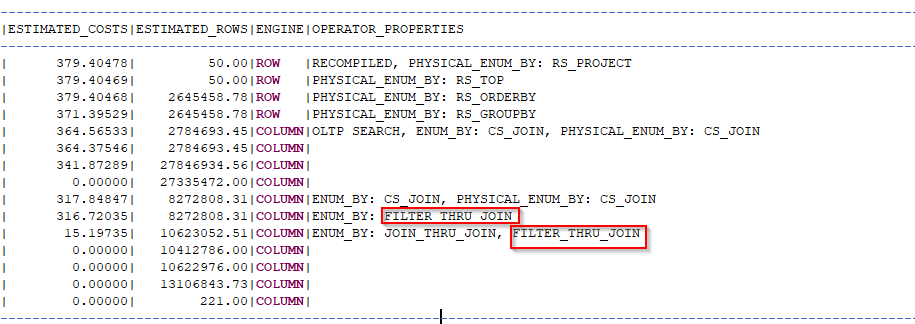 |ESTIMATED_COSTS|ESTIMATED_ROWS|ENGINE|OPERATOR_PROPERTIES
| 379.40478| 50.00|ROW |RECOMPILED, PHYSICAL_ENUM_BY: RS_PROJECT
| 379.40469| 50.00|ROW |PHYSICAL_ENUM_BY: RS_TOP
| 379.40468| 2645458.78|ROW |PHYSICAL_ENUM_BY: RS_ORDERBY
| 371.39529| 2645458.78|ROW |PHYSICAL_ENUM_BY: RS_GROUPBY
| 364.56533| 2784693.45|COLUMN|OLTP SEARCH, ENUM_BY: CS_JOIN, PHYSICAL_ENUM_BY: CS_JOIN
| 364.37546| 2784693.45|COLUMN|
| 341.87289| 27846934.56|COLUMN|
| 0.00000| 27335472.00|COLUMN|
| 317.84847| 8272808.31|COLUMN|ENUM_BY: CS_JOIN, PHYSICAL_ENUM_BY: CS_JOIN
| 316.72035| 8272808.31|COLUMN|ENUM_BY: FILTER_THRU_JOIN
| 15.19735| 10623052.51|COLUMN|ENUM_BY: JOIN_THRU_JOIN, FILTER_THRU_JOIN
| 0.00000| 10412786.00|COLUMN|
| 0.00000| 10622976.00|COLUMN|
| 0.00000| 13106843.73|COLUMN|
| 0.00000| 221.00|COLUMN|